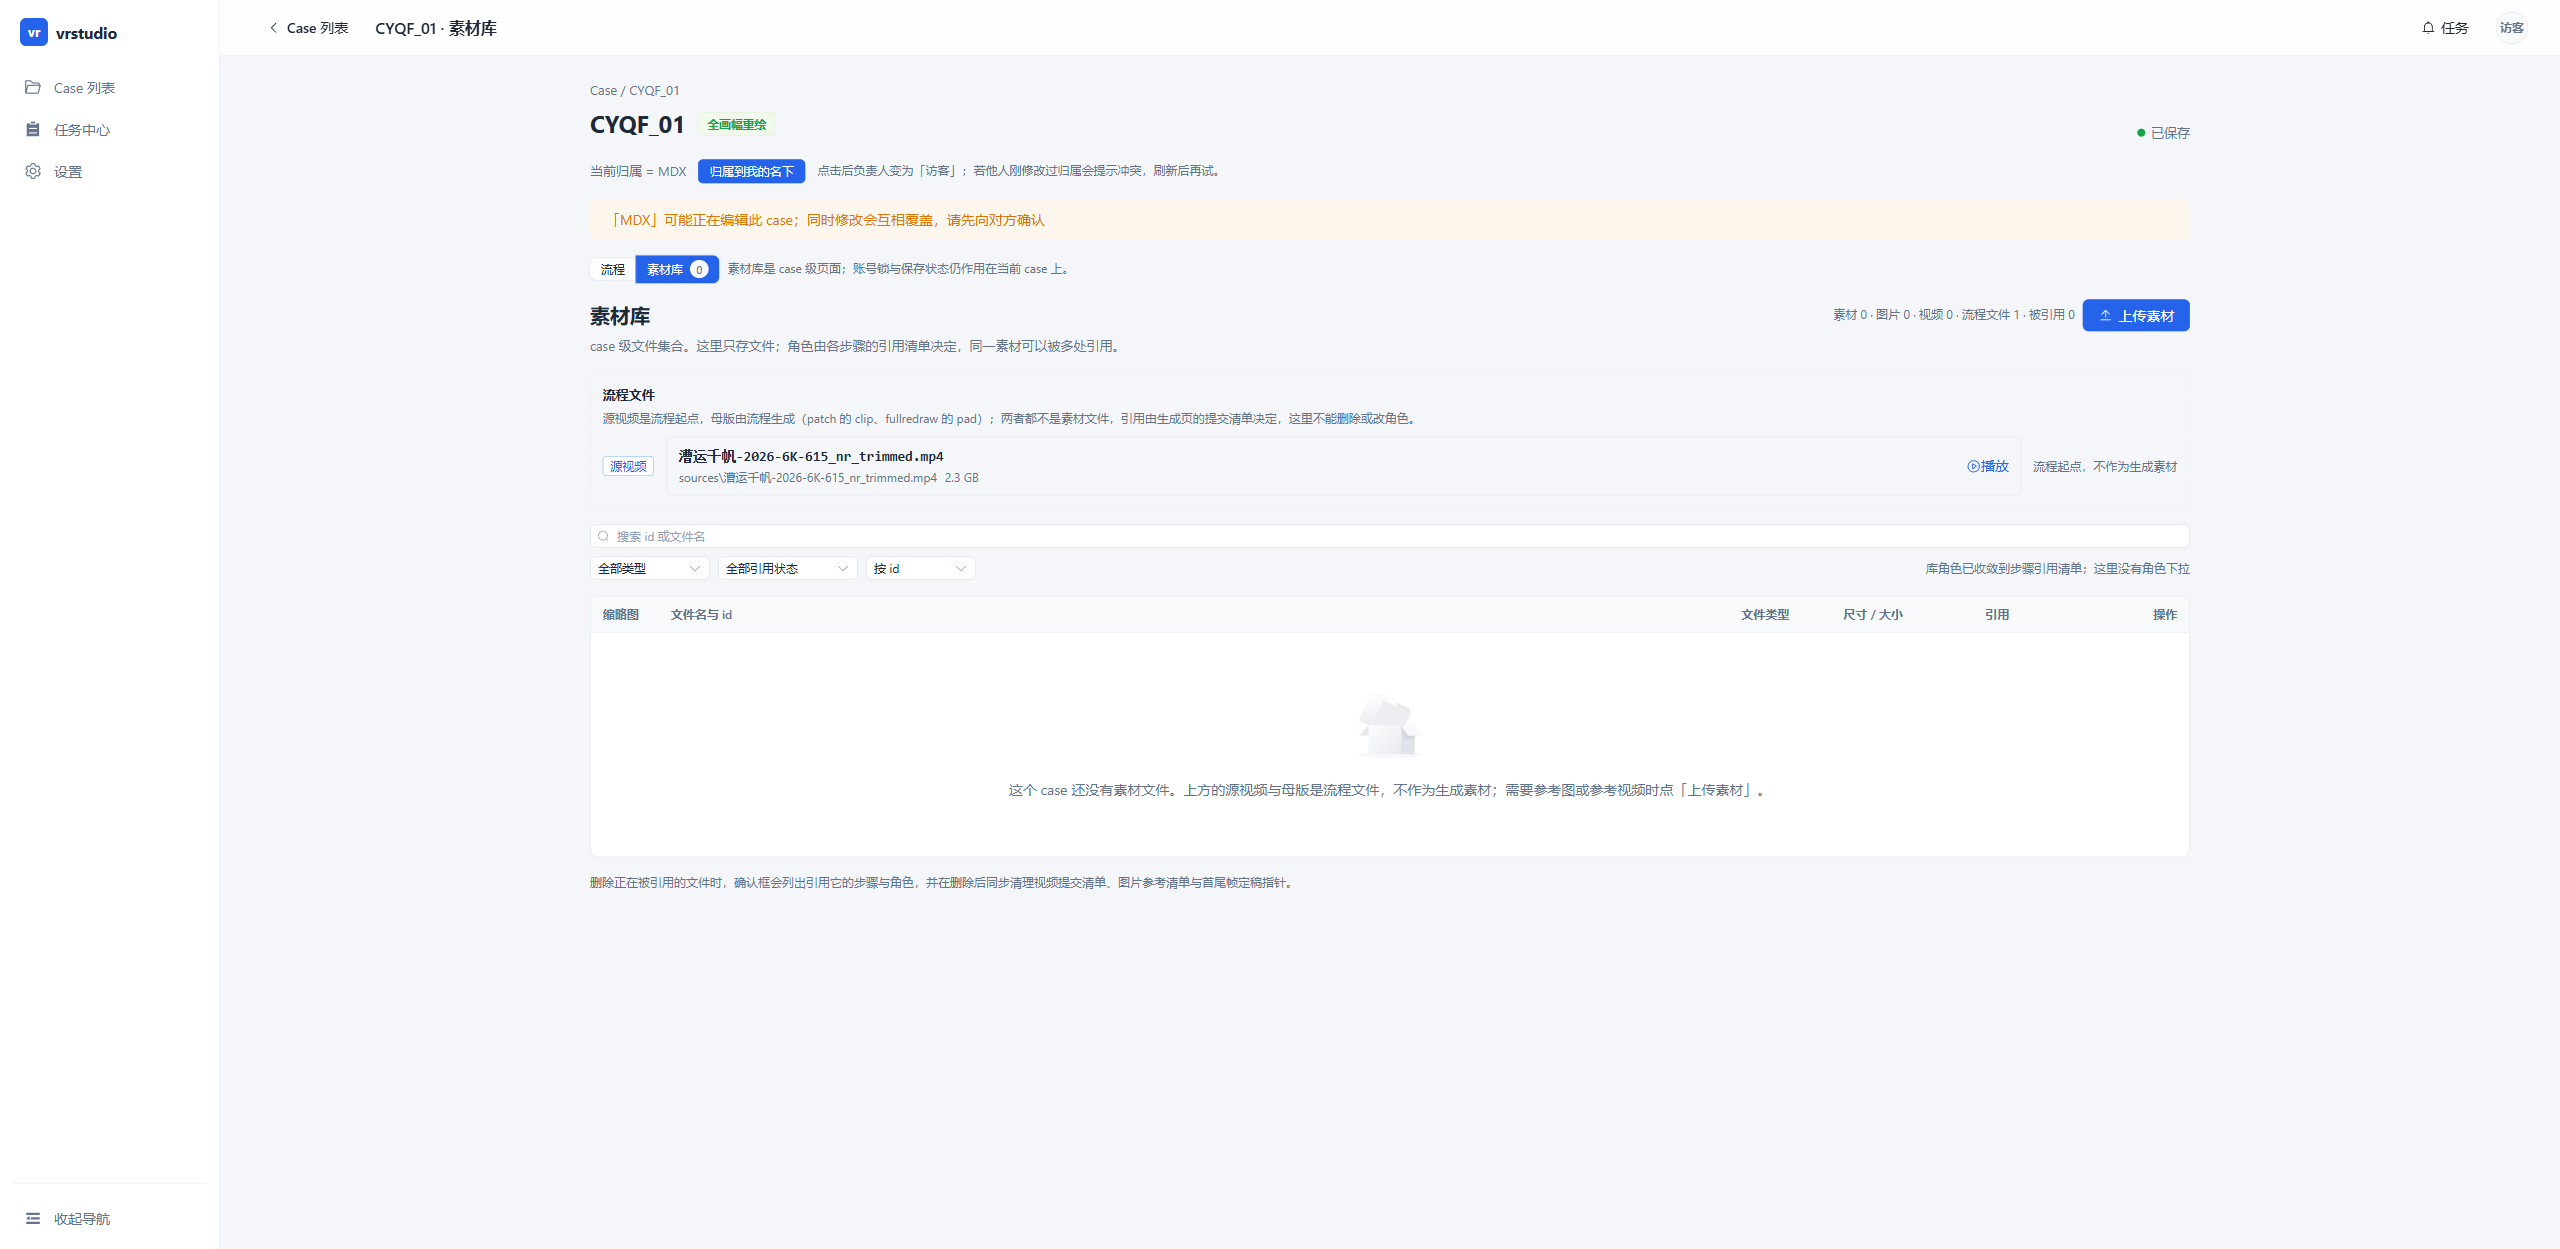 vr vrstudio
Case 列表
任务中心
设置
收起导航
Case 列表 CYQF_01 · 素材库
任务 访客
Case / CYQF_01
CYQF_01 全画幅重绘
已保存
当前归属 = MDX 归属到我的名下 点击后负责人变为「访客」；若他人刚修改过归属会提示冲突，刷新后再试。
「MDX」可能正在编辑此 case；同时修改会互相覆盖，请先向对方确认
流程 素材库 0 素材库是 case 级页面；账号锁与保存状态仍作用在当前 case 上。
素材库
素材 0 · 图片 0 · 视频 0 · 流程文件 1 · 被引用 0 上传素材
case 级文件集合。这里只存文件；角色由各步骤的引用清单决定，同一素材可以被多处引用。
流程文件
源视频是流程起点，母版由流程生成（patch 的 clip、fullredraw 的 pad）；两者都不是素材文件，引用由生成页的提交清单决定，这里不能删除或改角色。
源视频
漕运千帆-2026-6K-615_nr_trimmed.mp4
sources\漕运千帆-2026-6K-615_nr_trimmed.mp4 2.3 GB
播放 流程起点，不作为生成素材
搜索 id 或文件名
全部类型 全部引用状态 按 id
库角色已收敛到步骤引用清单；这里没有角色下拉
缩略图 文件名与 id 文件类型 尺寸 / 大小 引用 操作
这个 case 还没有素材文件。上方的源视频与母版是流程文件，不作为生成素材；需要参考图或参考视频时点「上传素材」。
删除正在被引用的文件时，确认框会列出引用它的步骤与角色，并在删除后同步清理视频提交清单、图片参考清单与首尾帧定稿指针。